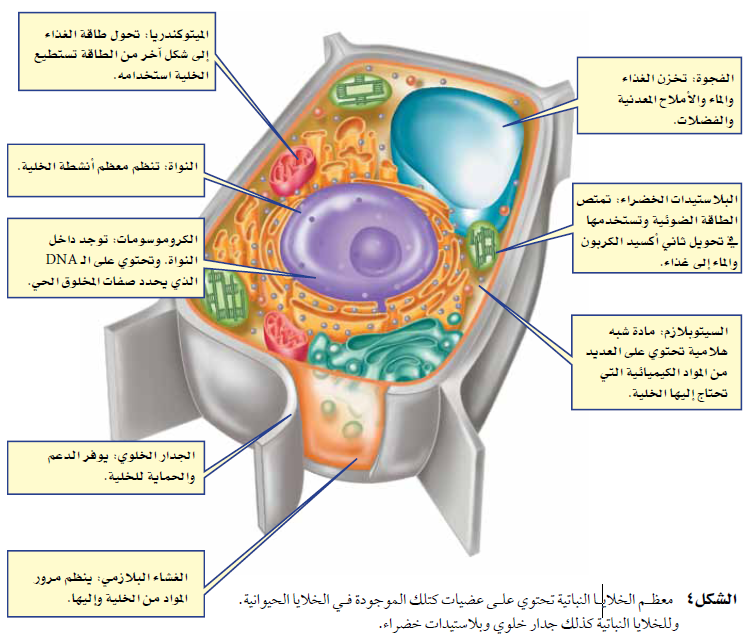 الميتوكندريا: تحول طاقة الغذاء
إلى شكل آخر من الطاقة تستطيع
الخلية استخدامه.
الفجوة: تخزن الغذاء
والماء والأملاح المعدنية
والفضلات.
النواة: تنظم معظم أنشطة الخلية.
البلاستيدات الخضراء: تمتص
الطاقة الضوئية وتستخدمها
في تحويل ثاني أكسيد الكربون
والماء إلى غذاء.
الكروموسومات: توجد داخل
النواة، وتحتوي على الـ DNA
الذي يحدد صفات المخلوق الحي.
السيتوبلازم: مادة شبه
هلامية تحتوي على العديد
من المواد الكيميائية التي
تحتاج إليها الخلية.
الجدار الخلوي: يوفر الدعم
والحماية للخلية.
الغشاء البلازمي: ينظم مرور
المواد من الخلية وإليها.
الشكل٤ معظم الخلايا النباتية تحتوي على عضيات كتلك الموجودة في الخلايا الحيوانية.
وللخلايا النباتية كذلك جدار خلوي وبلاستيدات خضراء.